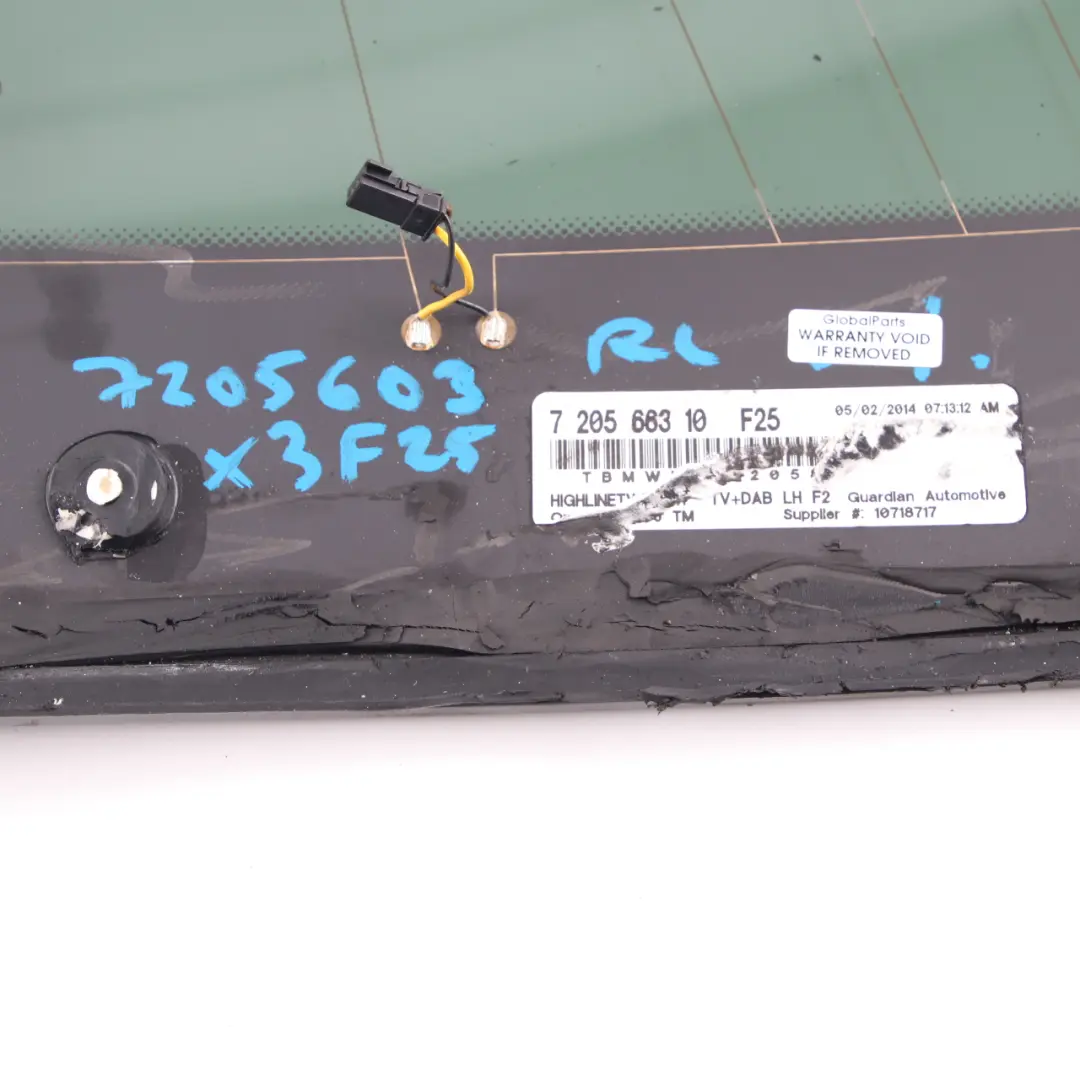 7205603
X3F25
RL
GlobalParts
WARRANTY VOID
IF REMOVED
7 205 663 10 F25
05/02/2014 07:13:12 AM
TV+DAB LH F2 Guardian Automotive
TM Supplier #: 10718717